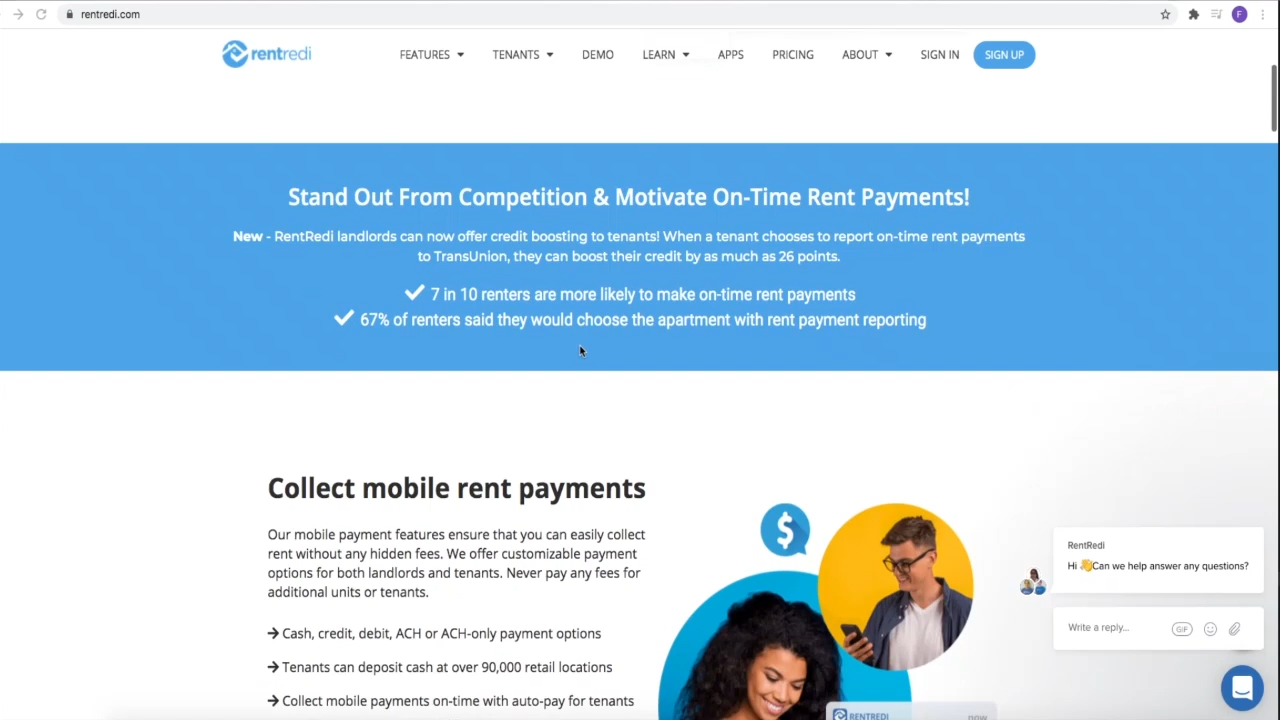 rentredi.com
F
rentredi
FEATURES
TENANTS
DEMO
LEARN
APPS
PRICING
ABOUT
SIGN IN
SIGN UP
Stand Out From Competition & Motivate On-Time Rent Payments!
New - RentRedi landlords can now offer credit boosting to tenants! When a tenant chooses to report on-time rent payments
to TransUnion, they can boost their credit by as much as 26 points.
7 in 10 renters are more likely to make on-time rent payments
67% of renters said they would choose the apartment with rent payment reporting
Collect mobile rent payments
Our mobile payment features ensure that you can easily collect
rent without any hidden fees. We offer customizable payment
options for both landlords and tenants. Never pay any fees for
additional units or tenants.
Cash, credit, debit, ACH or ACH-only payment options
Tenants can deposit cash at over 90,000 retail locations
Collect mobile payments on-time with auto-pay for tenants
$
RENTREDI
now
RentRedi
Hi 👋Can we help answer any questions?
Write a reply...
GIF